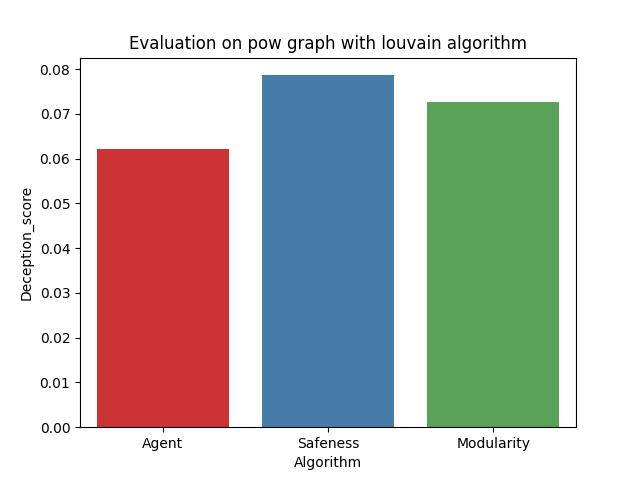 Evaluation on pow graph with louvain algorithm
Deception_score
0.08
0.07
0.06
0.05
0.04
0.03
0.02
0.01
0.00
Agent
Safeness
Modularity
Algorithm